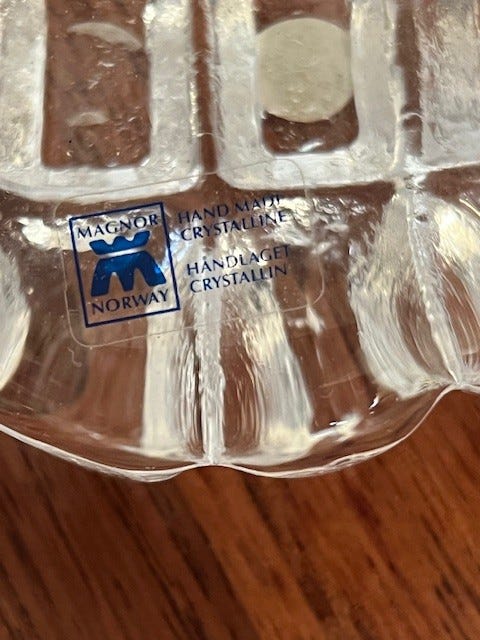 MAGNOR
NORWAY
HAND MADE
CRYSTALLINE
HÅNDLAGET
CRYSTALLIN